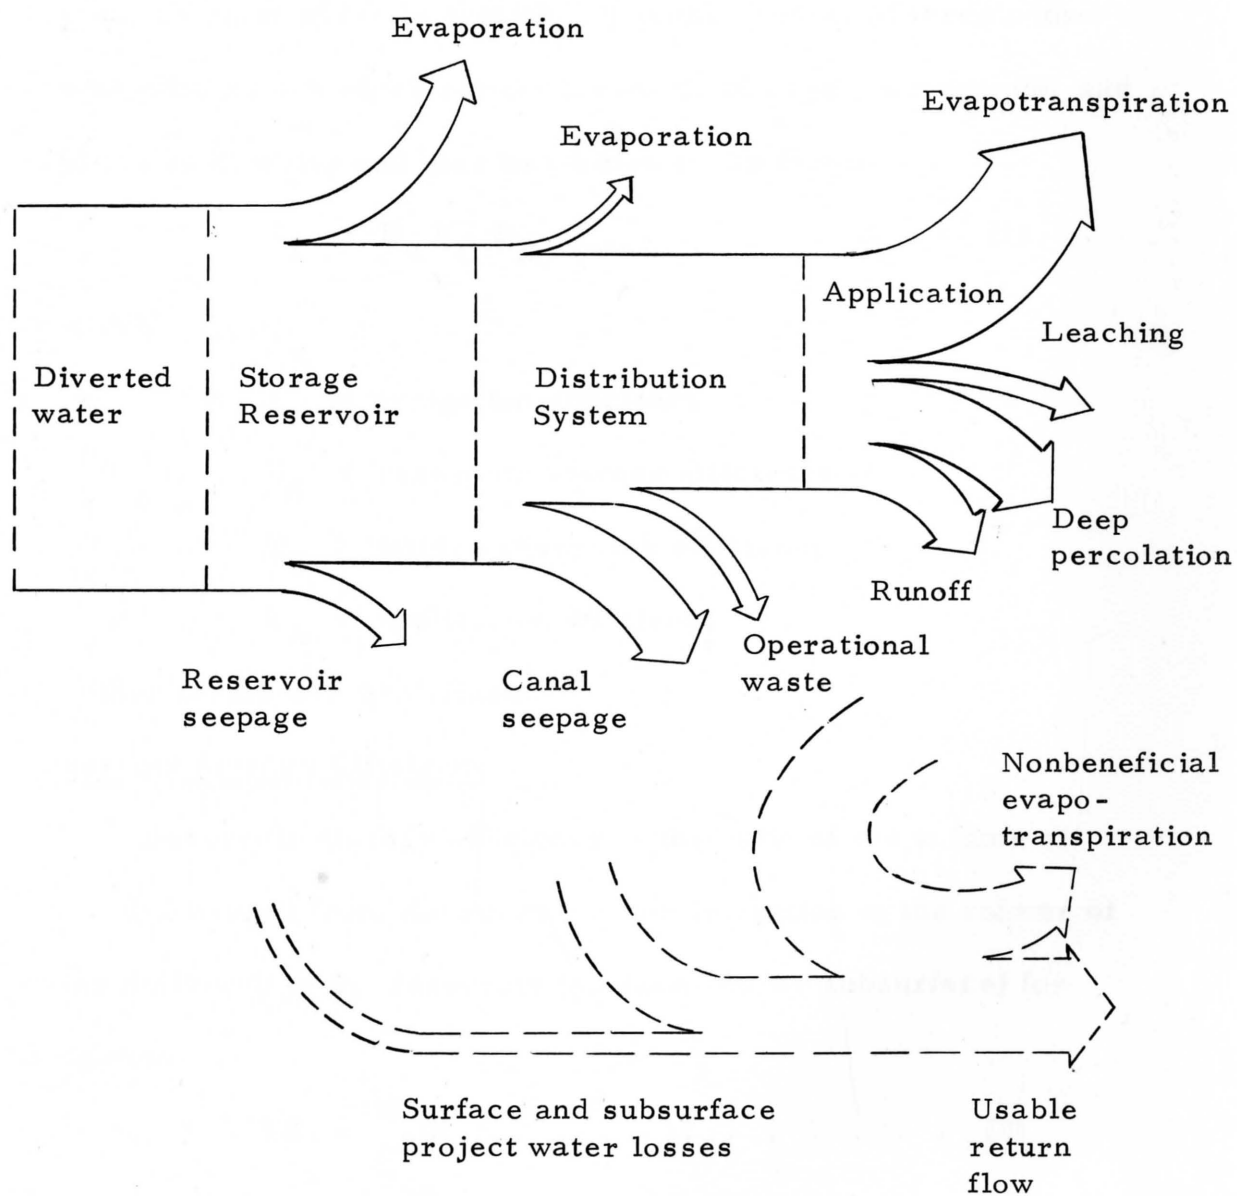 Evaporation
Evapotranspiration
Evaporation
Application
Leaching
Diverted
water
Storage
Reservoir
Distribution
System
Deep
percolation
Runoff
Operational
waste
Reservoir
seepage
Canal
seepage
Nonbeneficial
evapo-
transpiration
Surface and subsurface
project water losses
Usable
return
flow